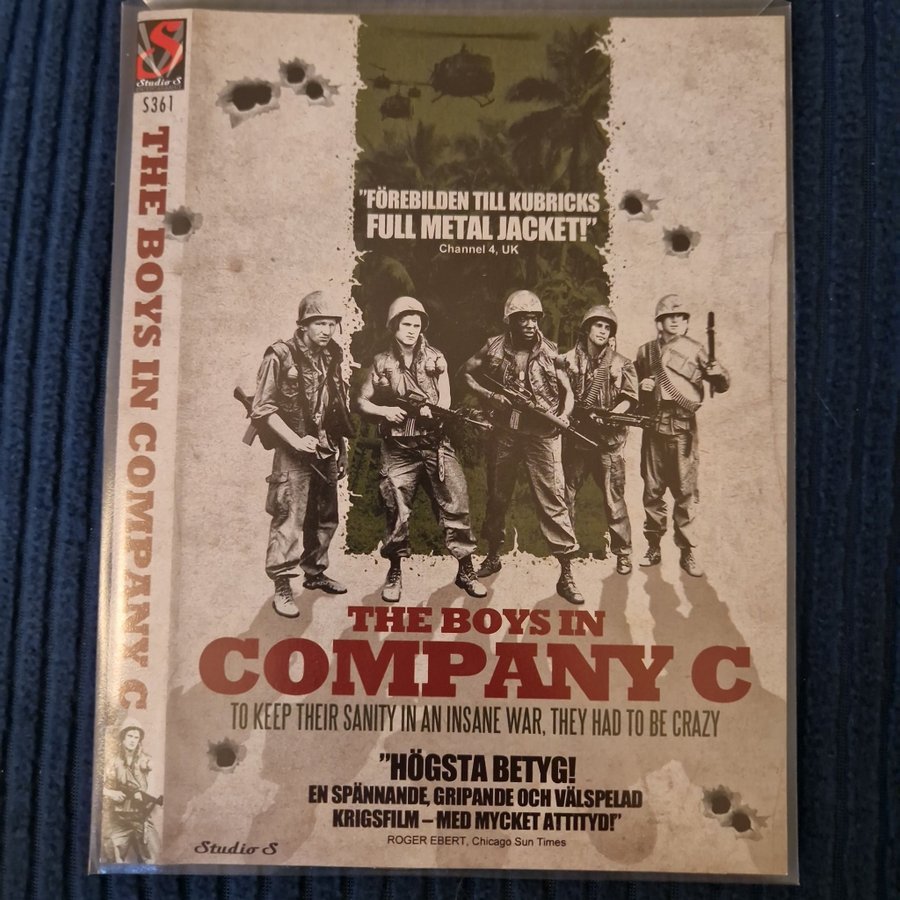 S
Studio S
S361
THE BOYS IN COMPANY C
"FÖREBILDEN TILL KUBRICKS
FULL METAL JACKET!"
Channel 4, UK
THE BOYS IN
COMPANY C
TO KEEP THEIR SANITY IN AN INSANE WAR, THEY HAD TO BE CRAZY
"HÖGSTA BETYG!
EN SPÄNNANDE, GRIPANDE OCH VÄLSPELAD
KRIGSFILM – MED MYCKET ATTITYD!"
ROGER EBERT, Chicago Sun Times
Studio S